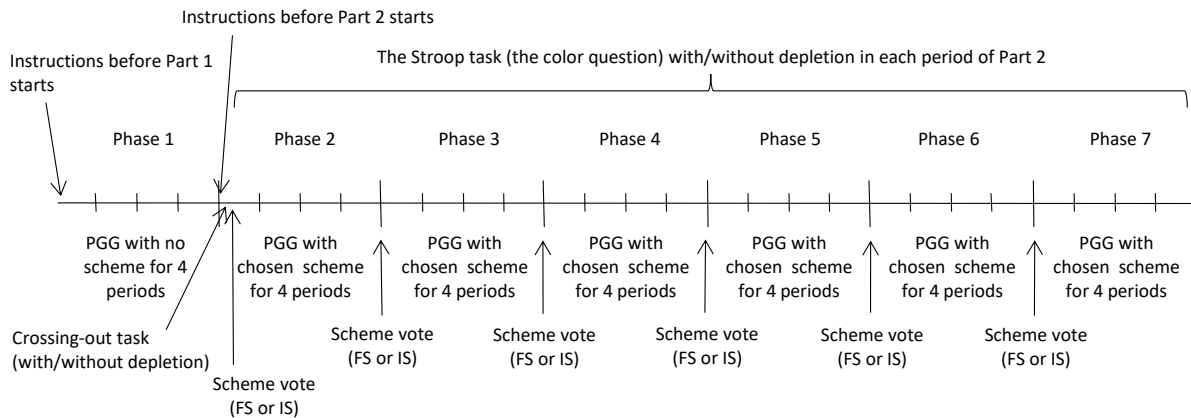 Instructions before Part 2 starts
Instructions before Part 1
starts
The Stroop task (the color question) with/without depletion in each period of Part 2
Phase 1
Phase 2
Phase 3
Phase 4
Phase 5
Phase 6
Phase 7
PGG with no
scheme for 4
periods
PGG with
chosen scheme
for 4 periods
PGG with
chosen scheme
for 4 periods
PGG with
chosen scheme
for 4 periods
PGG with
chosen scheme
for 4 periods
PGG with
chosen scheme
for 4 periods
PGG with
chosen scheme
for 4 periods
Crossing-out task
(with/without depletion)
Scheme vote
(FS or IS)
Scheme vote
(FS or IS)
Scheme vote
(FS or IS)
Scheme vote
(FS or IS)
Scheme vote
(FS or IS)
Scheme vote
(FS or IS)